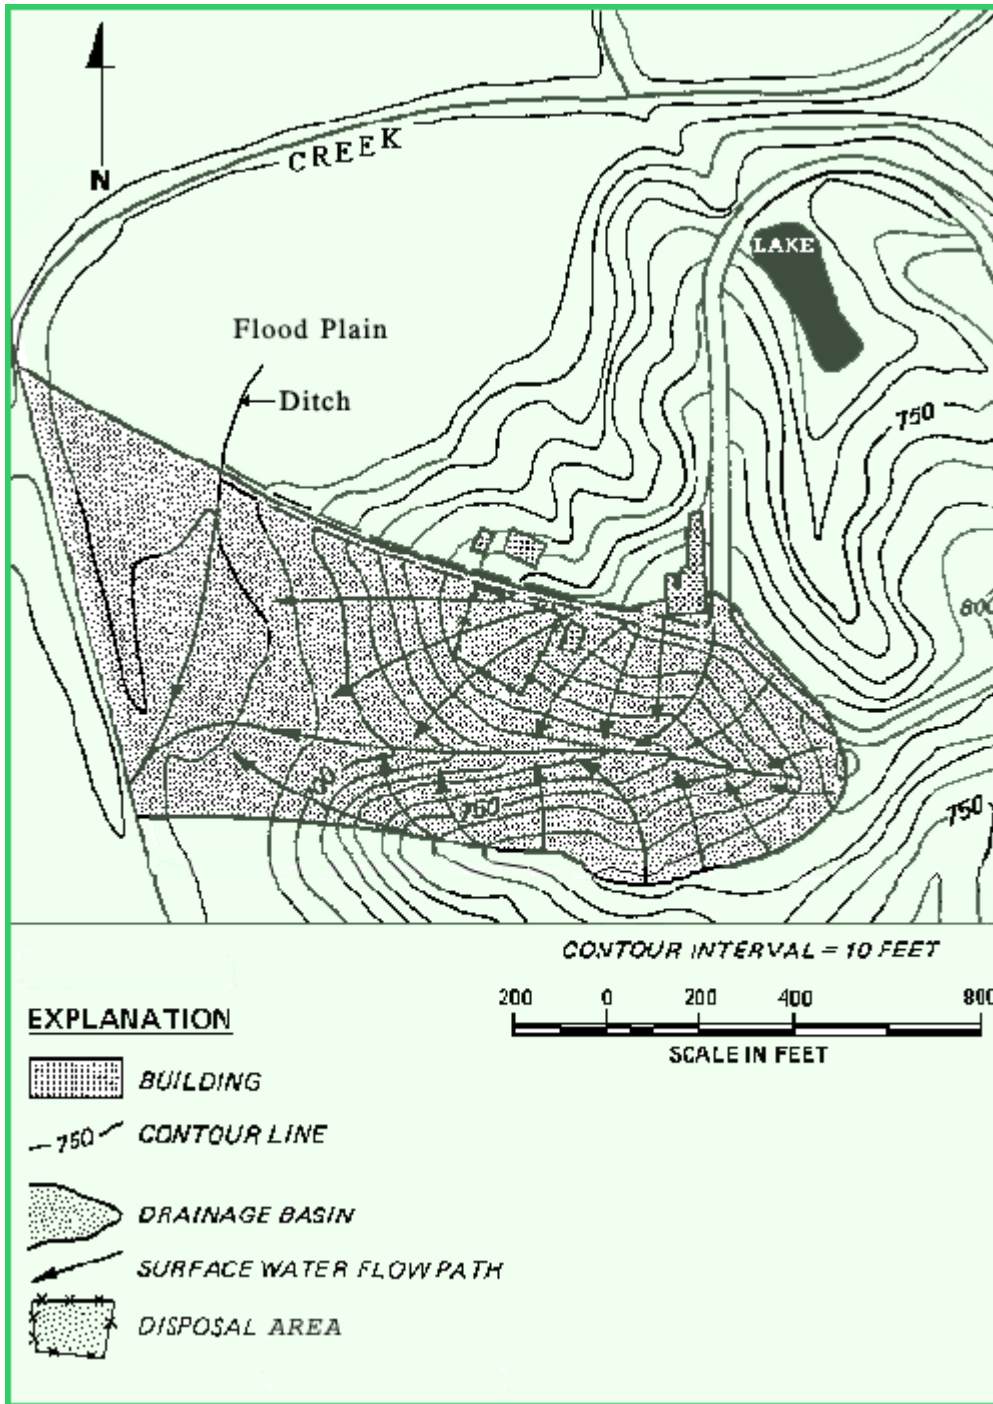 N
CREEK
LAKE
Flood Plain
Ditch
750
800
700
750
750
CONTOUR INTERVAL = 10 FEET
200 0 200 400 800
SCALE IN FEET
EXPLANATION
BUILDING
750
CONTOUR LINE
DRAINAGE BASIN
SURFACE WATER FLOW PATH
DISPOSAL AREA